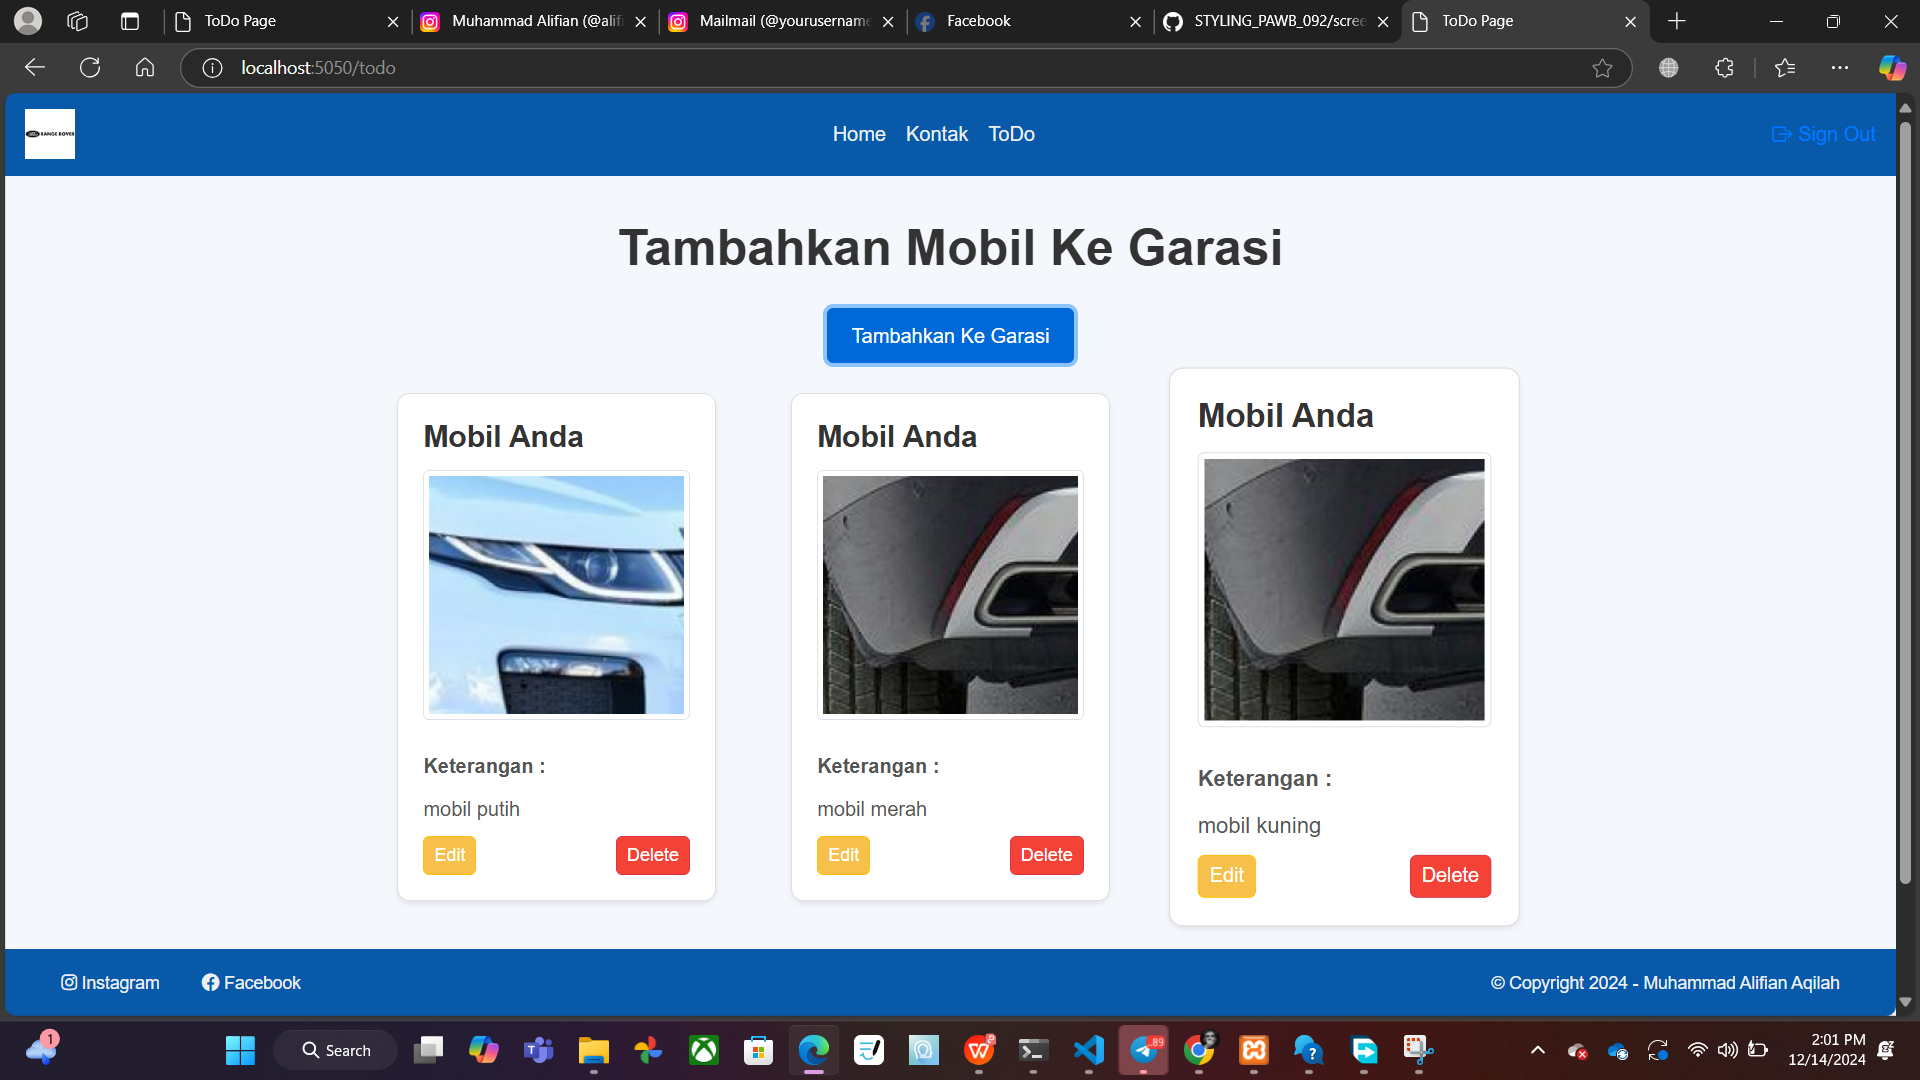 ToDo Page
Muhammad Alifian (@alifi
Mailmail (@yourusername
Facebook
STYLING_PAWB_092/scree
ToDo Page
localhost:5050/todo
RANGE ROVER
Home
Kontak
ToDo
Sign Out
Tambahkan Mobil Ke Garasi
Tambahkan Ke Garasi
Mobil Anda
Keterangan :
mobil putih
Edit
Delete
Mobil Anda
Keterangan :
mobil merah
Edit
Delete
Mobil Anda
Keterangan :
mobil kuning
Edit
Delete
Instagram
Facebook
© Copyright 2024 - Muhammad Alifian Aqilah
1
Search
..89
2:01 PM
12/14/2024